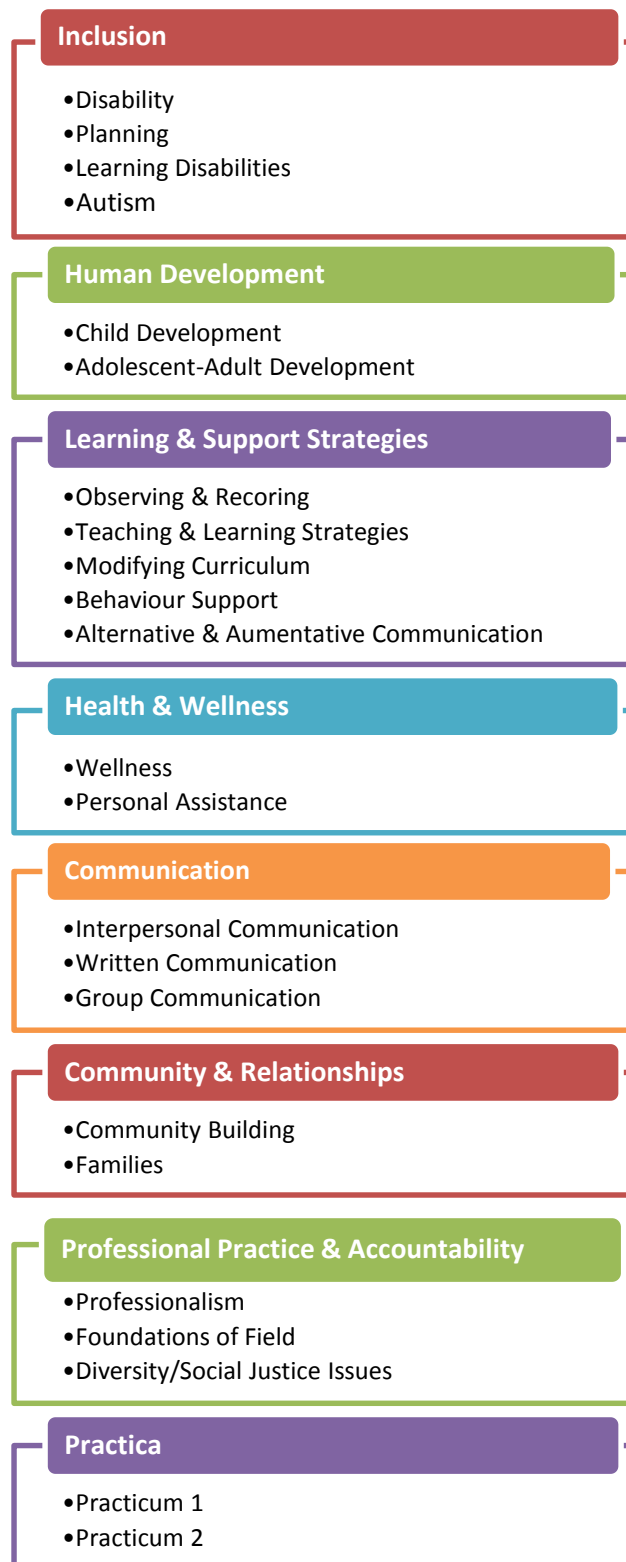 Inclusion
•Disability
•Planning
•Learning Disabilities
•Autism
Human Development
•Child Development
•Adolescent-Adult Development
Learning & Support Strategies
•Observing & Recoring
•Teaching & Learning Strategies
•Modifying Curriculum
•Behaviour Support
•Alternative & Aumentative Communication
Health & Wellness
•Wellness
•Personal Assistance
Communication
•Interpersonal Communication
•Written Communication
•Group Communication
Community & Relationships
•Community Building
•Families
Professional Practice & Accountability
•Professionalism
•Foundations of Field
•Diversity/Social Justice Issues
Practica
•Practicum 1
•Practicum 2